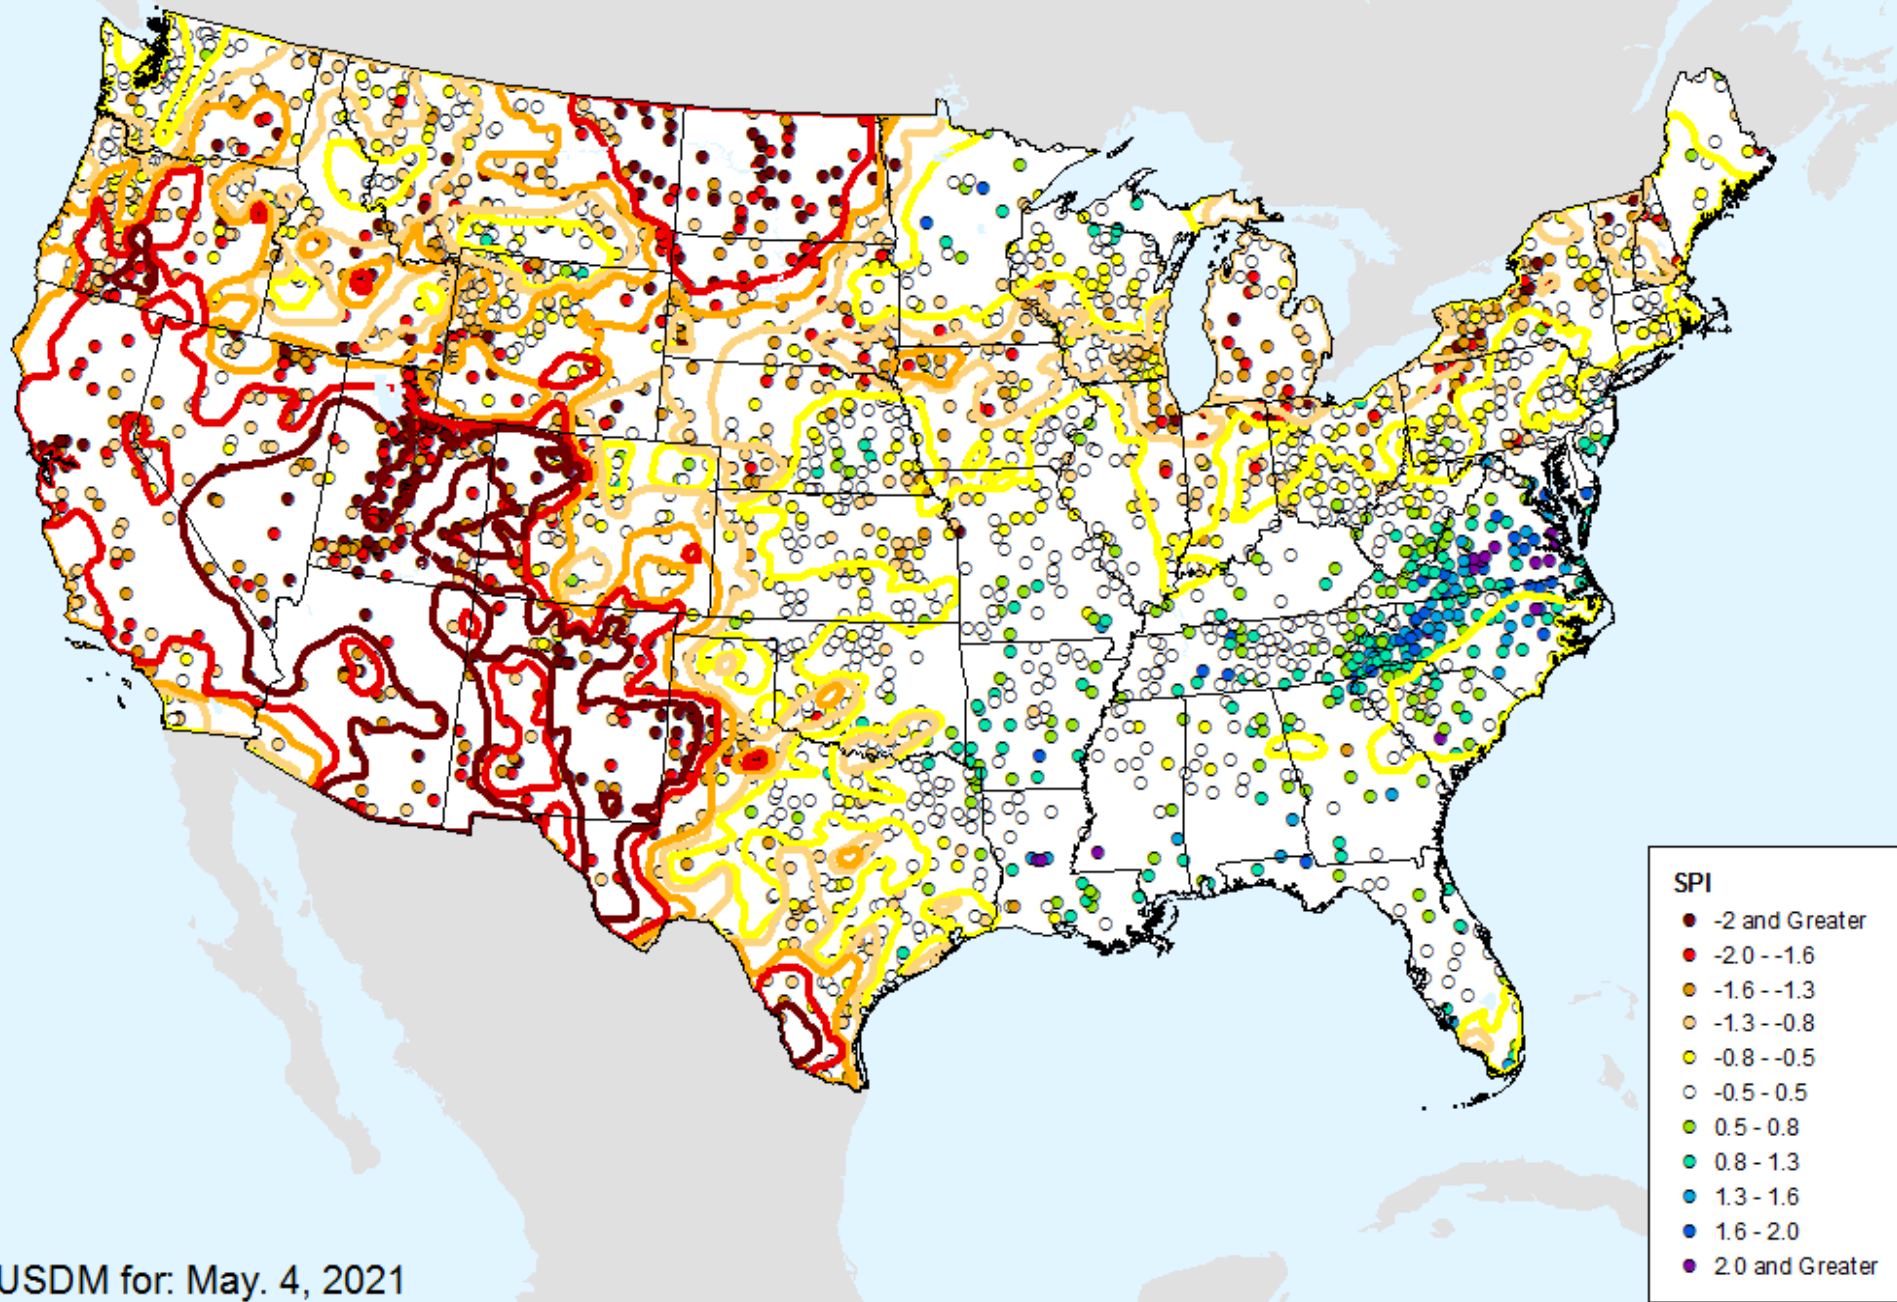 SPI
-2 and Greater
-2.0 - -1.6
-1.6 - -1.3
-1.3 - -0.8
-0.8 - -0.5
-0.5 - 0.5
0.5 - 0.8
0.8 - 1.3
1.3 - 1.6
1.6 - 2.0
2.0 and Greater
USDM for: May. 4, 2021